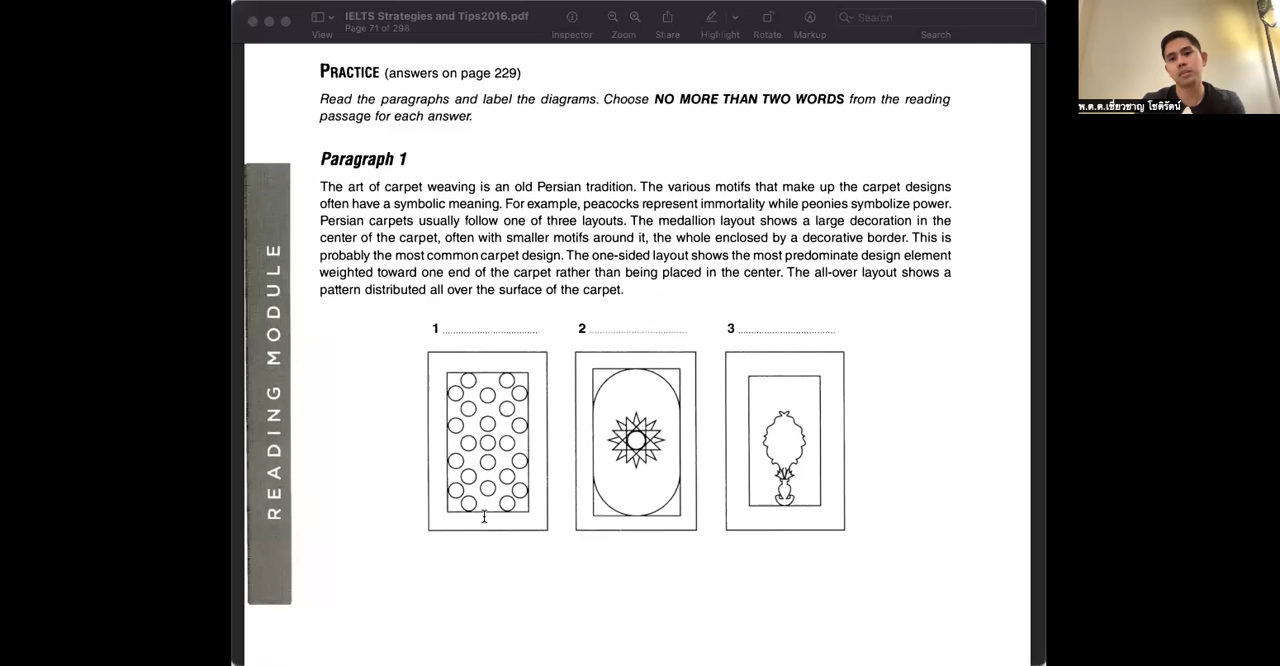 IELTS Strategies and Tips2016.pdf
Page 71 of 296
View
Inspector
Zoom
Share
Highlight
Rotate
Markup
Search
Search
PRACTICE (answers on page 229)
Read the paragraphs and label the diagrams. Choose NO MORE THAN TWO WORDS from the reading
passage for each answer.
Paragraph 1
The art of carpet weaving is an old Persian tradition. The various motifs that make up the carpet designs
often have a symbolic meaning. For example, peacocks represent immortality while peonies symbolize power.
Persian carpets usually follow one of three layouts. The medallion layout shows a large decoration in the
center of the carpet, often with smaller motifs around it, the whole enclosed by a decorative border. This is
probably the most common carpet design. The one-sided layout shows the most predominate design element
weighted toward one end of the carpet rather than being placed in the center. The all-over layout shows a
pattern distributed all over the surface of the carpet.
1 ................................
2 ................................
3 ................................
READING MODULE
พ.ต.ต.เชี่ยวชาญ โชติรัตน์